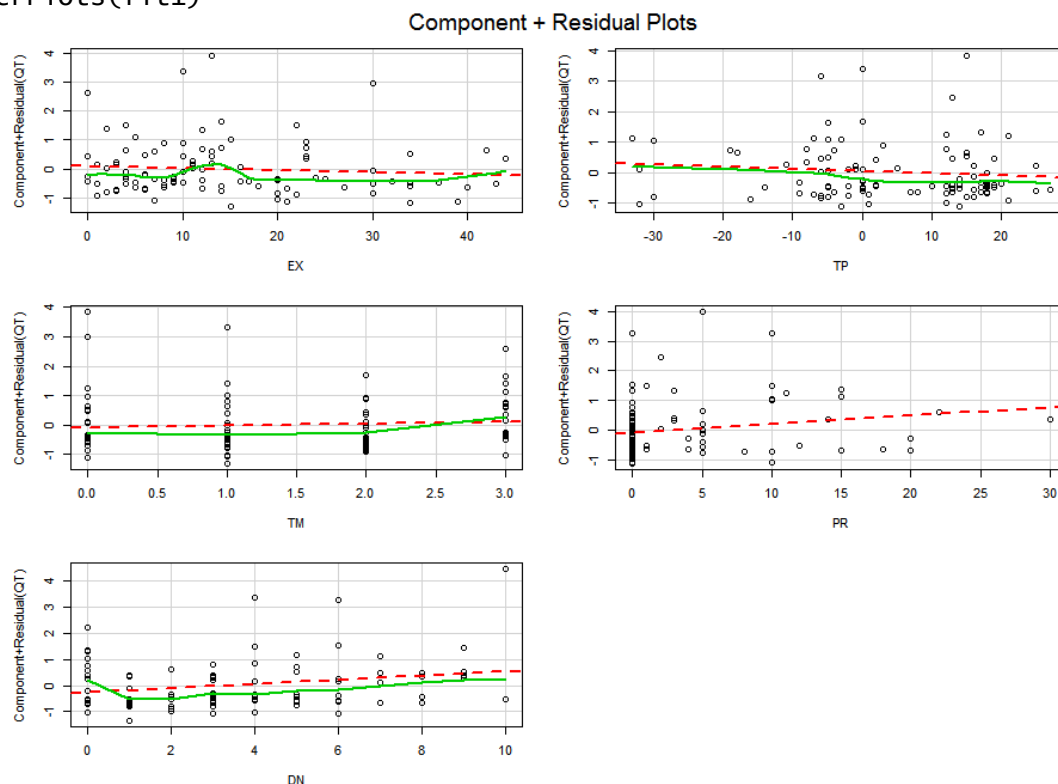 crPlots(fit1)
Component + Residual Plots
Component+Residual(QT)
4
3
2
1
0
-1
0 10 20 30 40
EX
Component+Residual(QT)
4
3
2
1
0
-1
-30 -20 -10 0 10 20
TP
Component+Residual(QT)
4
3
2
1
0
-1
0.0 0.5 1.0 1.5 2.0 2.5 3.0
TM
Component+Residual(QT)
4
3
2
1
0
-1
0 5 10 15 20 25 30
PR
Component+Residual(QT)
4
3
2
1
0
-1
0 2 4 6 8 10
DN